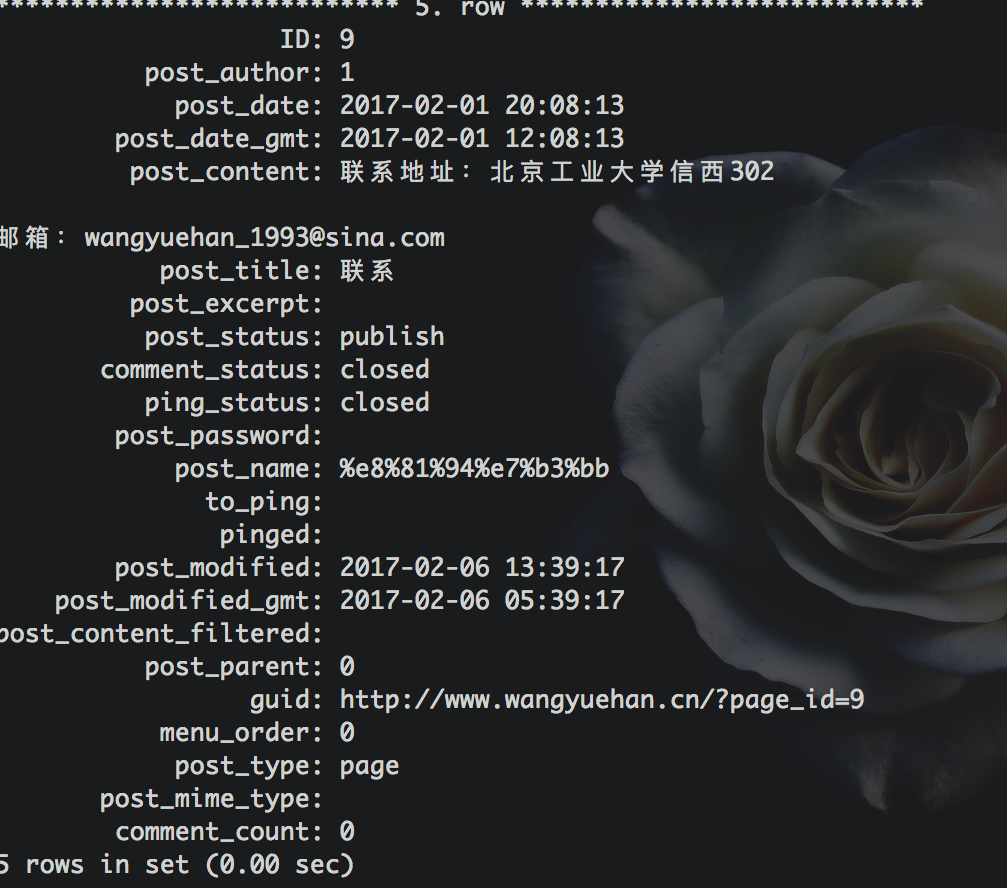 *************************** 5. row ***************************
ID: 9
post_author: 1
post_date: 2017-02-01 20:08:13
post_date_gmt: 2017-02-01 12:08:13
post_content: 联系地址：北京工业大学信西302
邮箱：wangyuehan_1993@sina.com
post_title: 联系
post_excerpt:
post_status: publish
comment_status: closed
ping_status: closed
post_password:
post_name: %e8%81%94%e7%b3%bb
to_ping:
pinged:
post_modified: 2017-02-06 13:39:17
post_modified_gmt: 2017-02-06 05:39:17
post_content_filtered:
post_parent: 0
guid: http://www.wangyuehan.cn/?page_id=9
menu_order: 0
post_type: page
post_mime_type:
comment_count: 0
5 rows in set (0.00 sec)